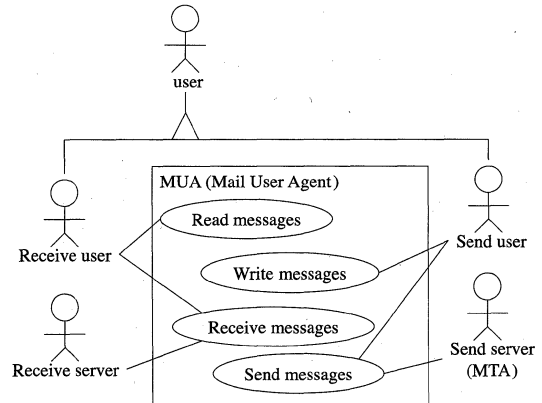 user
MUA (Mail User Agent)
Read messages
Receive user
Send user
Write messages
Receive messages
Receive server
Send messages
Send server
(MTA)